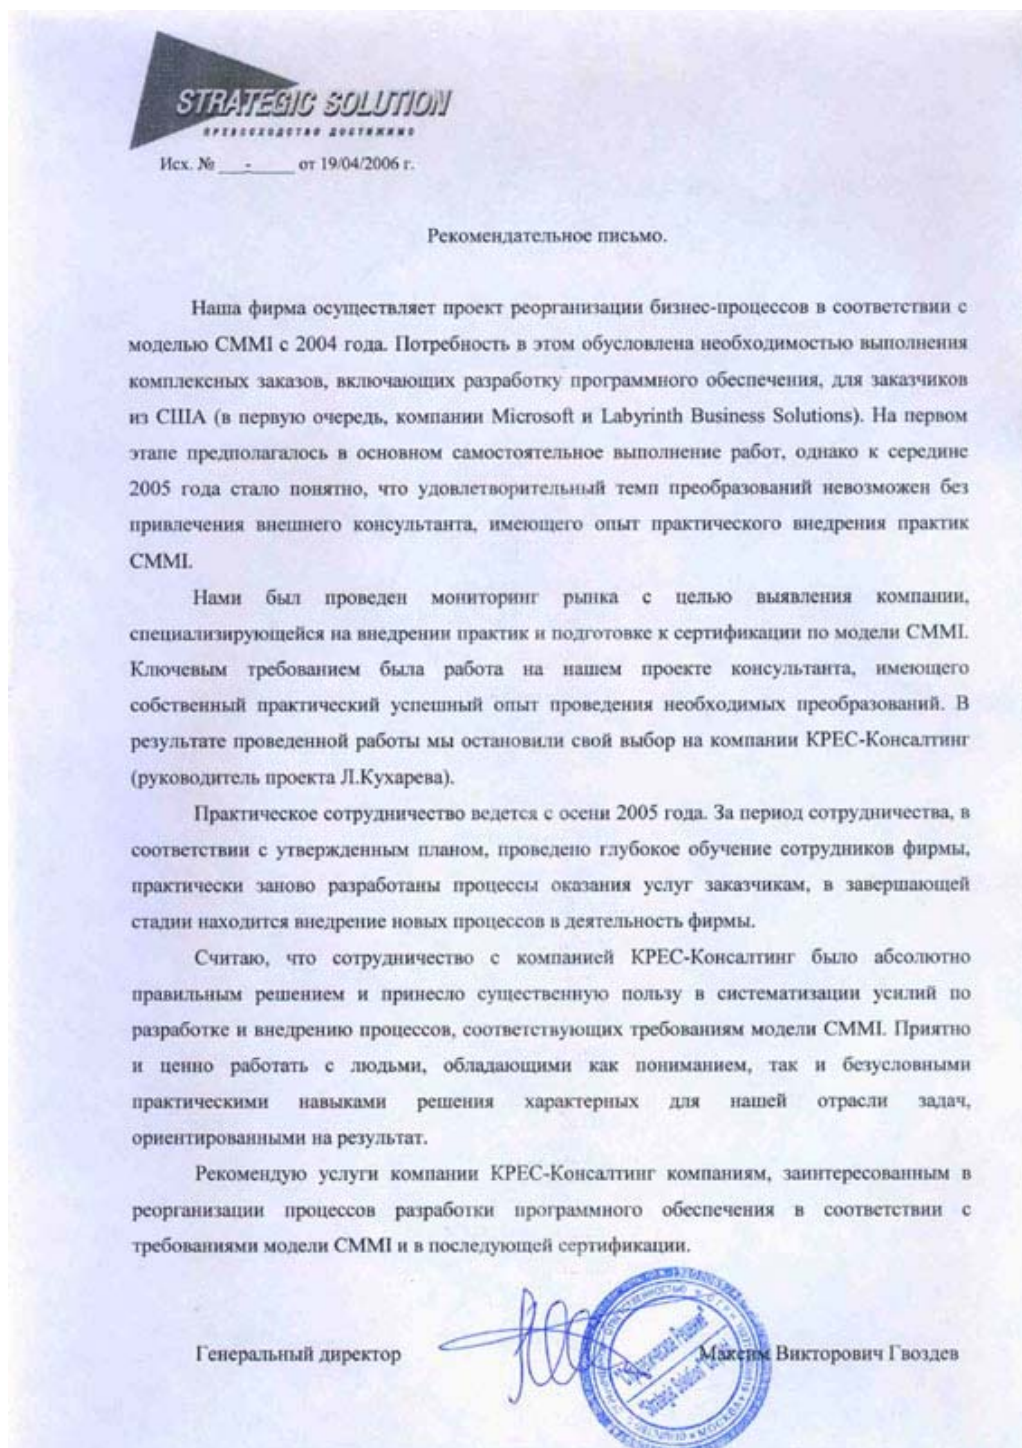 STRATEGIC SOLUTION
ПРЕВОСХОДСТВО ДОСТИЖИМО
Исх. № ___-_____ от 19/04/2006 г.
Рекомендательное письмо.
Наша фирма осуществляет проект реорганизации бизнес-процессов в соответствии с
моделью CMMI с 2004 года. Потребность в этом обусловлена необходимостью выполнения
комплексных заказов, включающих разработку программного обеспечения, для заказчиков
из США (в первую очередь, компании Microsoft и Labyrinth Business Solutions). На первом
этапе предполагалось в основном самостоятельное выполнение работ, однако к середине
2005 года стало понятно, что удовлетворительный темп преобразований невозможен без
привлечения внешнего консультанта, имеющего опыт практического внедрения практик
CMMI.
Нами был проведен мониторинг рынка с целью выявления компании,
специализирующейся на внедрении практик и подготовке к сертификации по модели CMMI.
Ключевым требованием была работа на нашем проекте консультанта, имеющего
собственный практический успешный опыт проведения необходимых преобразований. В
результате проведенной работы мы остановили свой выбор на компании КРЕС-Консалтинг
(руководитель проекта Л.Кухарева).
Практическое сотрудничество ведется с осени 2005 года. За период сотрудничества, в
соответствии с утвержденным планом, проведено глубокое обучение сотрудников фирмы,
практически заново разработаны процессы оказания услуг заказчикам, в завершающей
стадии находится внедрение новых процессов в деятельность фирмы.
Считаю, что сотрудничество с компанией КРЕС-Консалтинг было абсолютно
правильным решением и принесло существенную пользу в систематизации усилий по
разработке и внедрению процессов, соответствующих требованиям модели CMMI. Приятно
и ценно работать с людьми, обладающими как пониманием, так и безусловными
практическими навыками решения характерных для нашей отрасли задач,
ориентированными на результат.
Рекомендую услуги компании КРЕС-Консалтинг компаниям, заинтересованным в
реорганизации процессов разработки программного обеспечения в соответствии с
требованиями модели CMMI и в последующей сертификации.
Генеральный директор Максим Викторович Гвоздев
"Стратегическое Решение"
"Strategic Solution"
МОСКВА